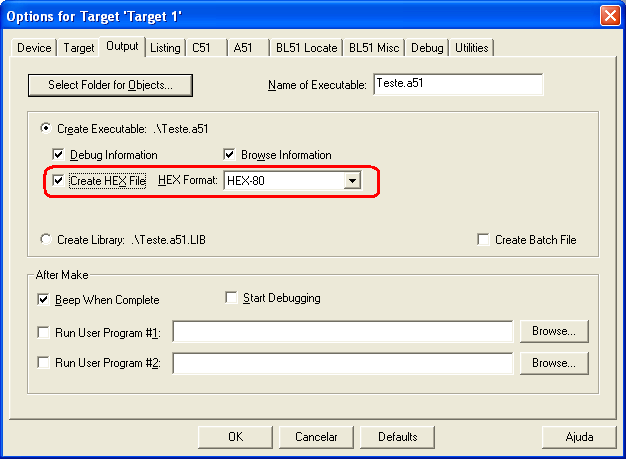 Options for Target 'Target 1'
Device Target Output Listing C51 A51 BL51 Locate BL51 Misc Debug Utilities
Select Folder for Objects... Name of Executable: Teste.a51
Create Executable: .\Teste.a51
Debug Information Browse Information
Create HEX File HEX Format: HEX-80
Create Library: .\Teste.a51.LIB Create Batch File
After Make
Beep When Complete Start Debugging
Run User Program #1: Browse...
Run User Program #2: Browse...
OK Cancelar Defaults Ajuda